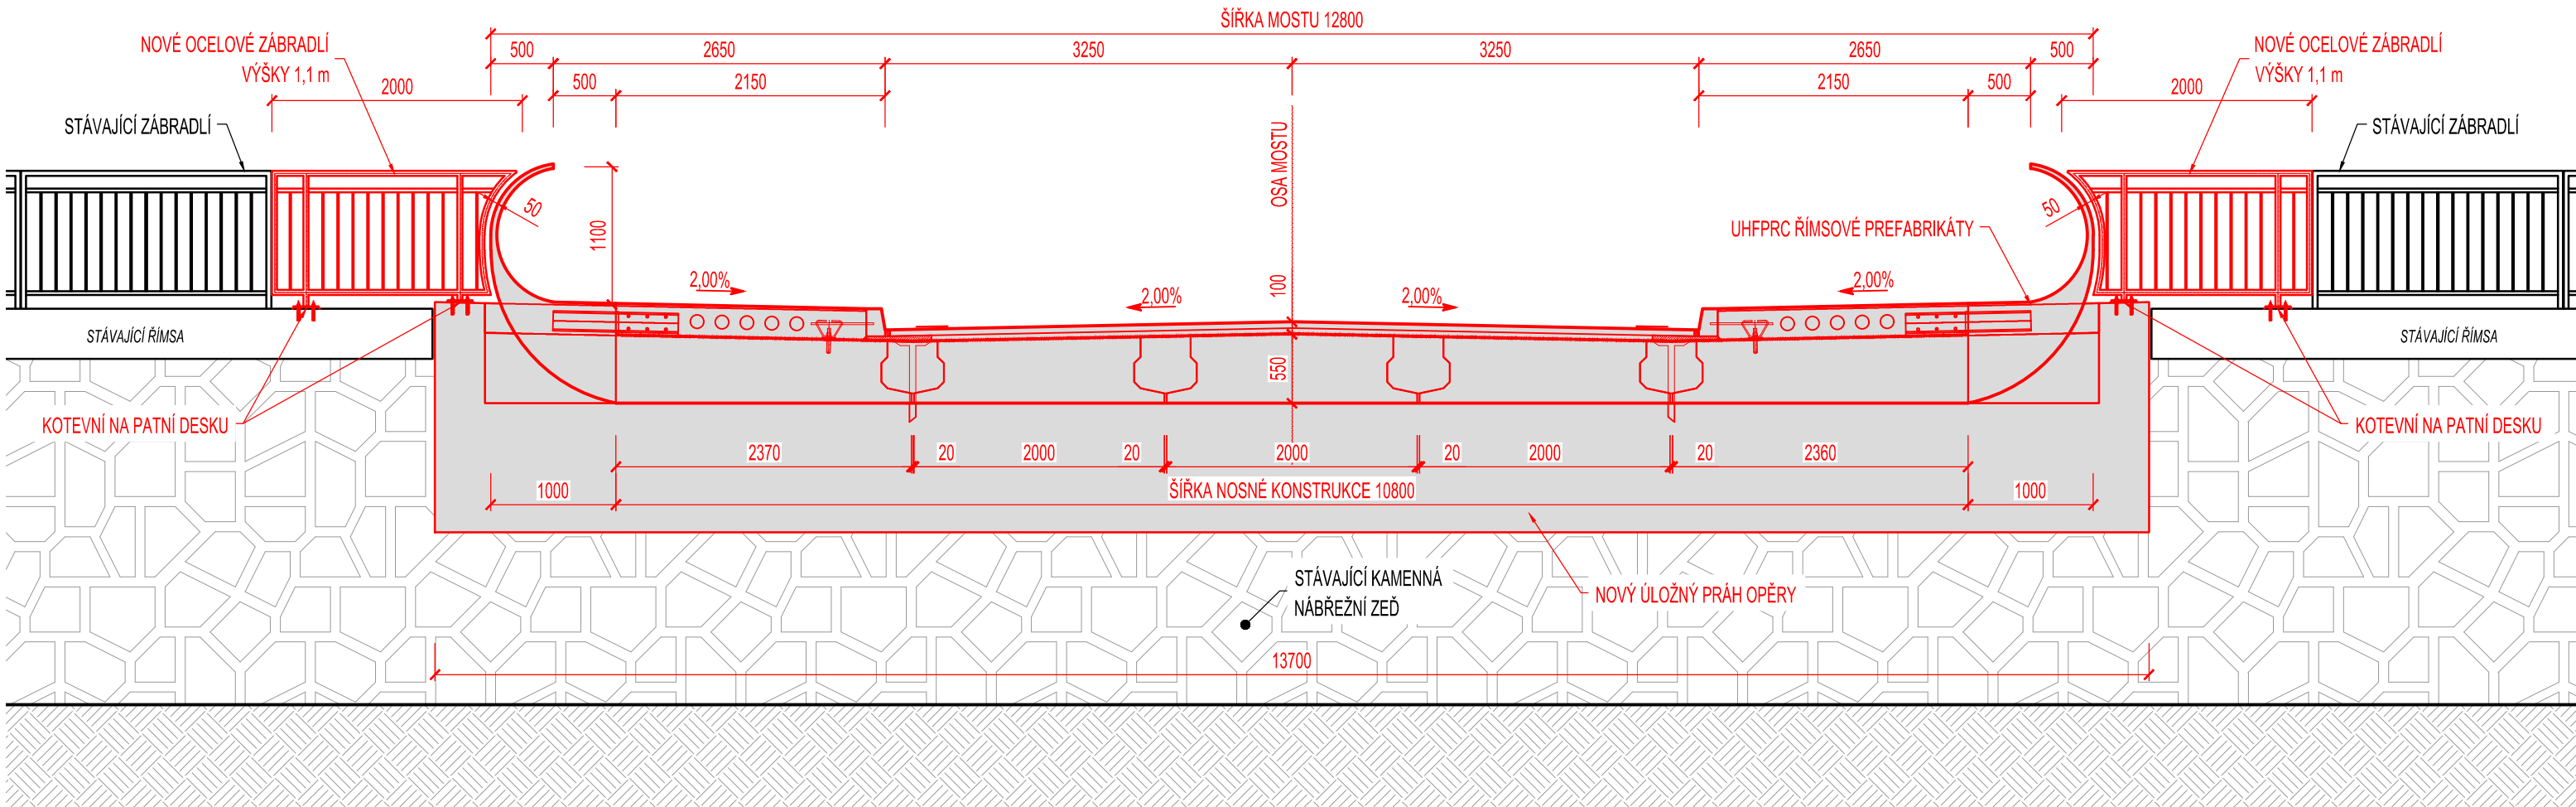 ŠÍŘKA MOSTU 12800
NOVÉ OCELOVÉ ZÁBRADLÍ
VÝŠKY 1,1 m
500
2650
3250
3250
2650
500
NOVÉ OCELOVÉ ZÁBRADLÍ
VÝŠKY 1,1 m
2000
500
2150
2150
500
2000
STÁVAJÍCÍ ZÁBRADLÍ
OSA MOSTU
STÁVAJÍCÍ ZÁBRADLÍ
50
1100
50
UHFPRC ŘÍMSOVÉ PREFABRIKÁTY
2,00%
2,00%
100
2,00%
2,00%
STÁVAJÍCÍ ŘÍMSA
STÁVAJÍCÍ ŘÍMSA
550
KOTEVNÍ NA PATNÍ DESKU
KOTEVNÍ NA PATNÍ DESKU
2370
20
2000
20
2000
20
2000
20
2360
1000
ŠÍŘKA NOSNÉ KONSTRUKCE 10800
1000
STÁVAJÍCÍ KAMENNÁ
NÁBŘEŽNÍ ZEĎ
NOVÝ ÚLOŽNÝ PRÁH OPĚRY
13700